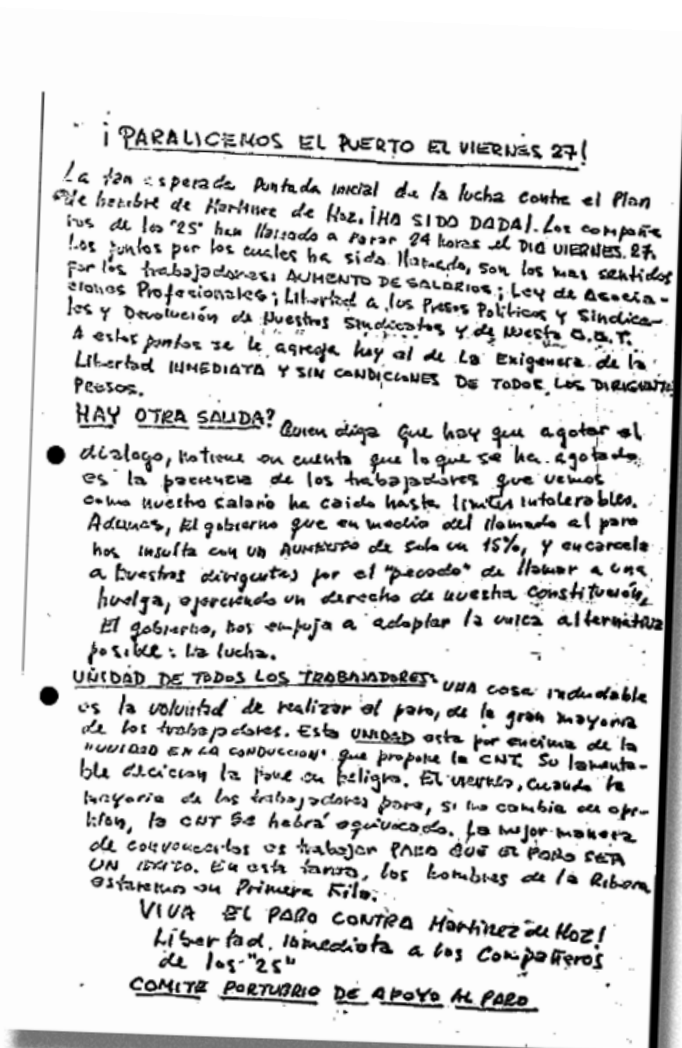 ¡ PARALICEMOS EL PUERTO EL VIERNES 27!
La tan esperada Puntada inicial de la lucha contra el Plan
de hambre de Martinez de Hoz. ¡HA SIDO DADA!. Los compañe
ros de los "25" han llamado a Parar 24 horas el DIA VIERNES. 27.
Los puntos por los cuales ha sido llamado, son los mas sentidos
por los trabajadores: AUMENTO DE SALARIOS; Ley de Asocia-
ciones Profesionales; Libertad a los Presos Politicos y Sindica-
les y Devolución de Nuestros Sindicatos y de Nuestra
A estos puntos se le agrega hoy el de La Exigencia de la
Libertad INMEDIATA Y SIN CONDICIONES DE TODOS LOS DIRIGENTES
PRESOS.
HAY OTRA SALIDA? Quien diga que hay que agotar el
dialogo, no tiene en cuenta que lo que se ha agotado
es la paciencia de los trabajadores que vemos
como nuestro salario ha caido hasta limites intolerables.
Ademas, El gobierno que en medio del llamado al paro
nos insulta con un AUMENTO de solo un 15%, y encarcela
a nuestros dirigentes por el "pecado" de llamar a una
huelga, ejerciendo un derecho de nuestra Constitución,
El gobierno, nos empuja a adoptar la unica alternativa
posible: La lucha.
UNIDAD DE TODOS LOS TRABAJADORES: UNA cosa indudable
es la voluntad de realizar el paro, de la gran mayoria
de los trabajadores. Esta UNIDAD esta por encima de la
"UNIDAD EN LA CONDUCCION" que propone la CNT. Su lamenta-
ble decicion la pone en peligro. El viernes, cuando la
mayoria de los trabajadores pare, si no cambia de opi-
nion, la CNT se habrá equivocado. La mejor manera
de convencerlos es trabajar PARA QUE EL PARO SEA
UN EXITO. En esta tarea, los hombres de la Ribera
estaremos en Primera Fila.
VIVA EL PARO CONTRA Martinez de Hoz!
Libertad Inmediata a los Compañeros
de los "25"
COMITE PORTUARIO DE APOYO AL PARO